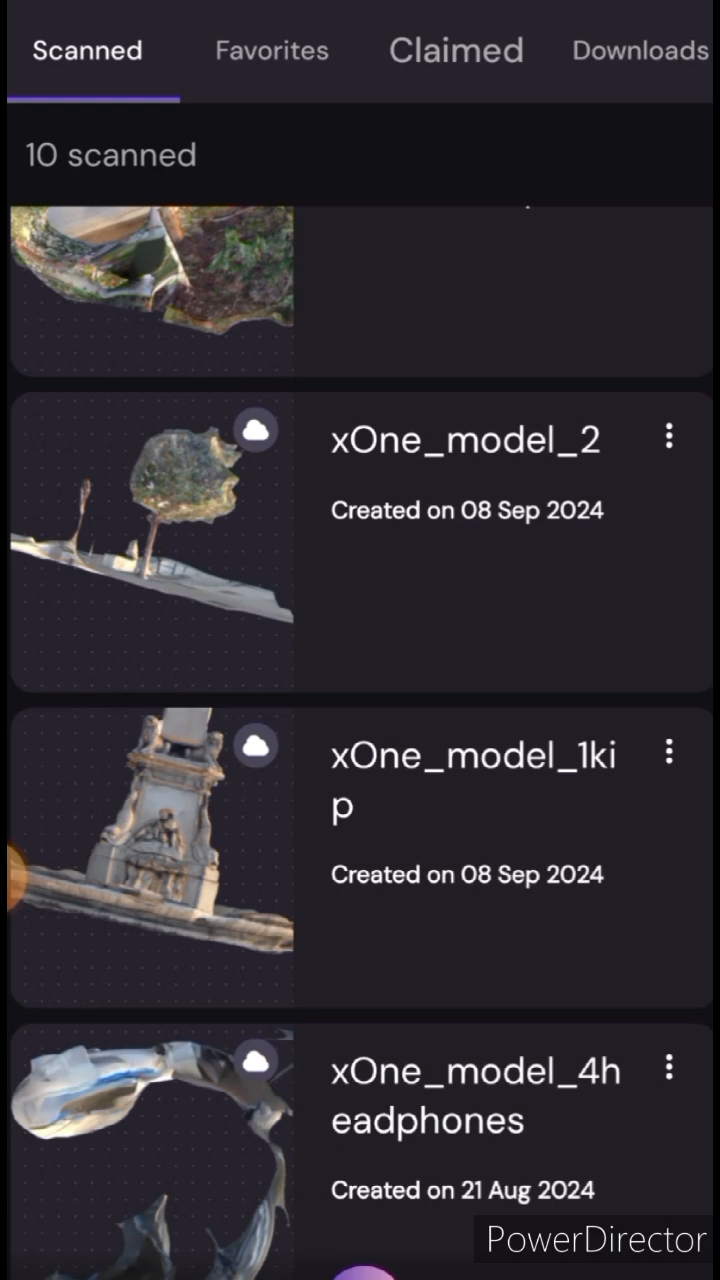 Scanned Favorites Claimed Downloads
10 scanned
xOne_model_2
Created on 08 Sep 2024
xOne_model_1ki
p
Created on 08 Sep 2024
xOne_model_4h
eadphones
Created on 21 Aug 2024
PowerDirector